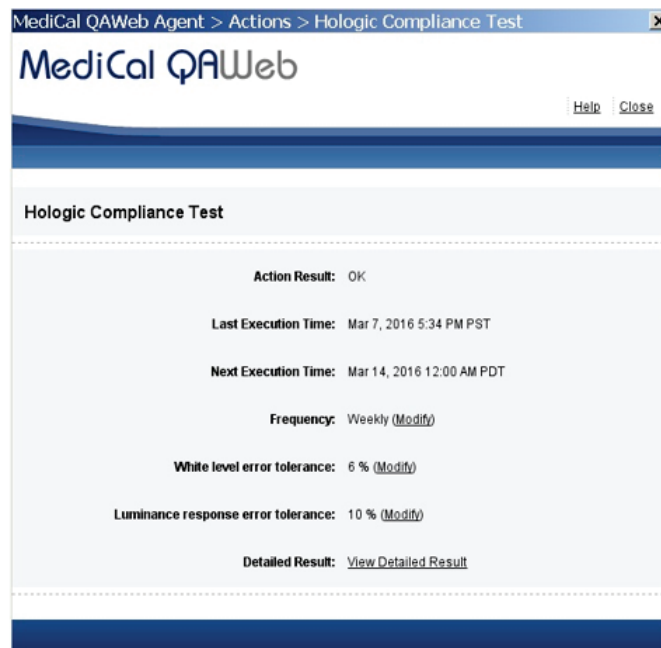 MediCal QAWeb Agent > Actions > Hologic Compliance Test
MediCal QAWeb
Help Close
Hologic Compliance Test
Action Result: OK
Last Execution Time: Mar 7, 2016 5:34 PM PST
Next Execution Time: Mar 14, 2016 12:00 AM PDT
Frequency: Weekly (Modify)
White level error tolerance: 6 % (Modify)
Luminance response error tolerance: 10 % (Modify)
Detailed Result: View Detailed Result